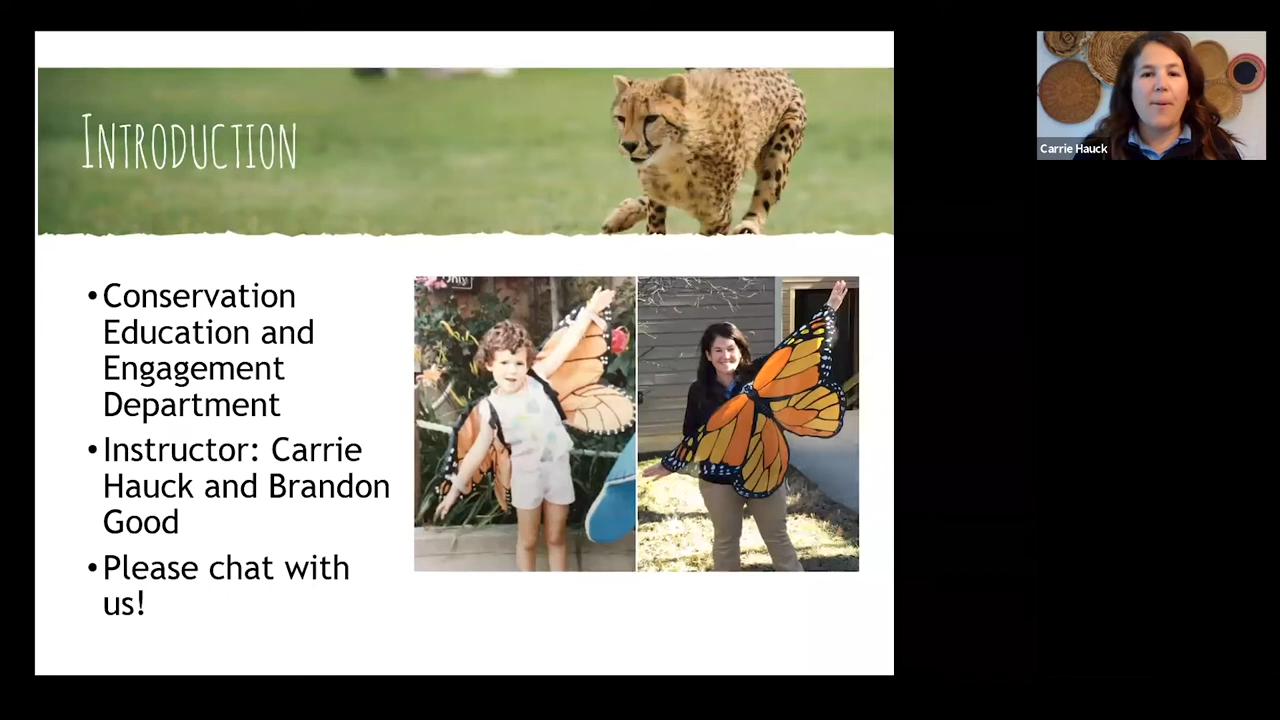 INTRODUCTION
• Conservation
Education and
Engagement
Department
• Instructor: Carrie
Hauck and Brandon
Good
• Please chat with
us!
Carrie Hauck